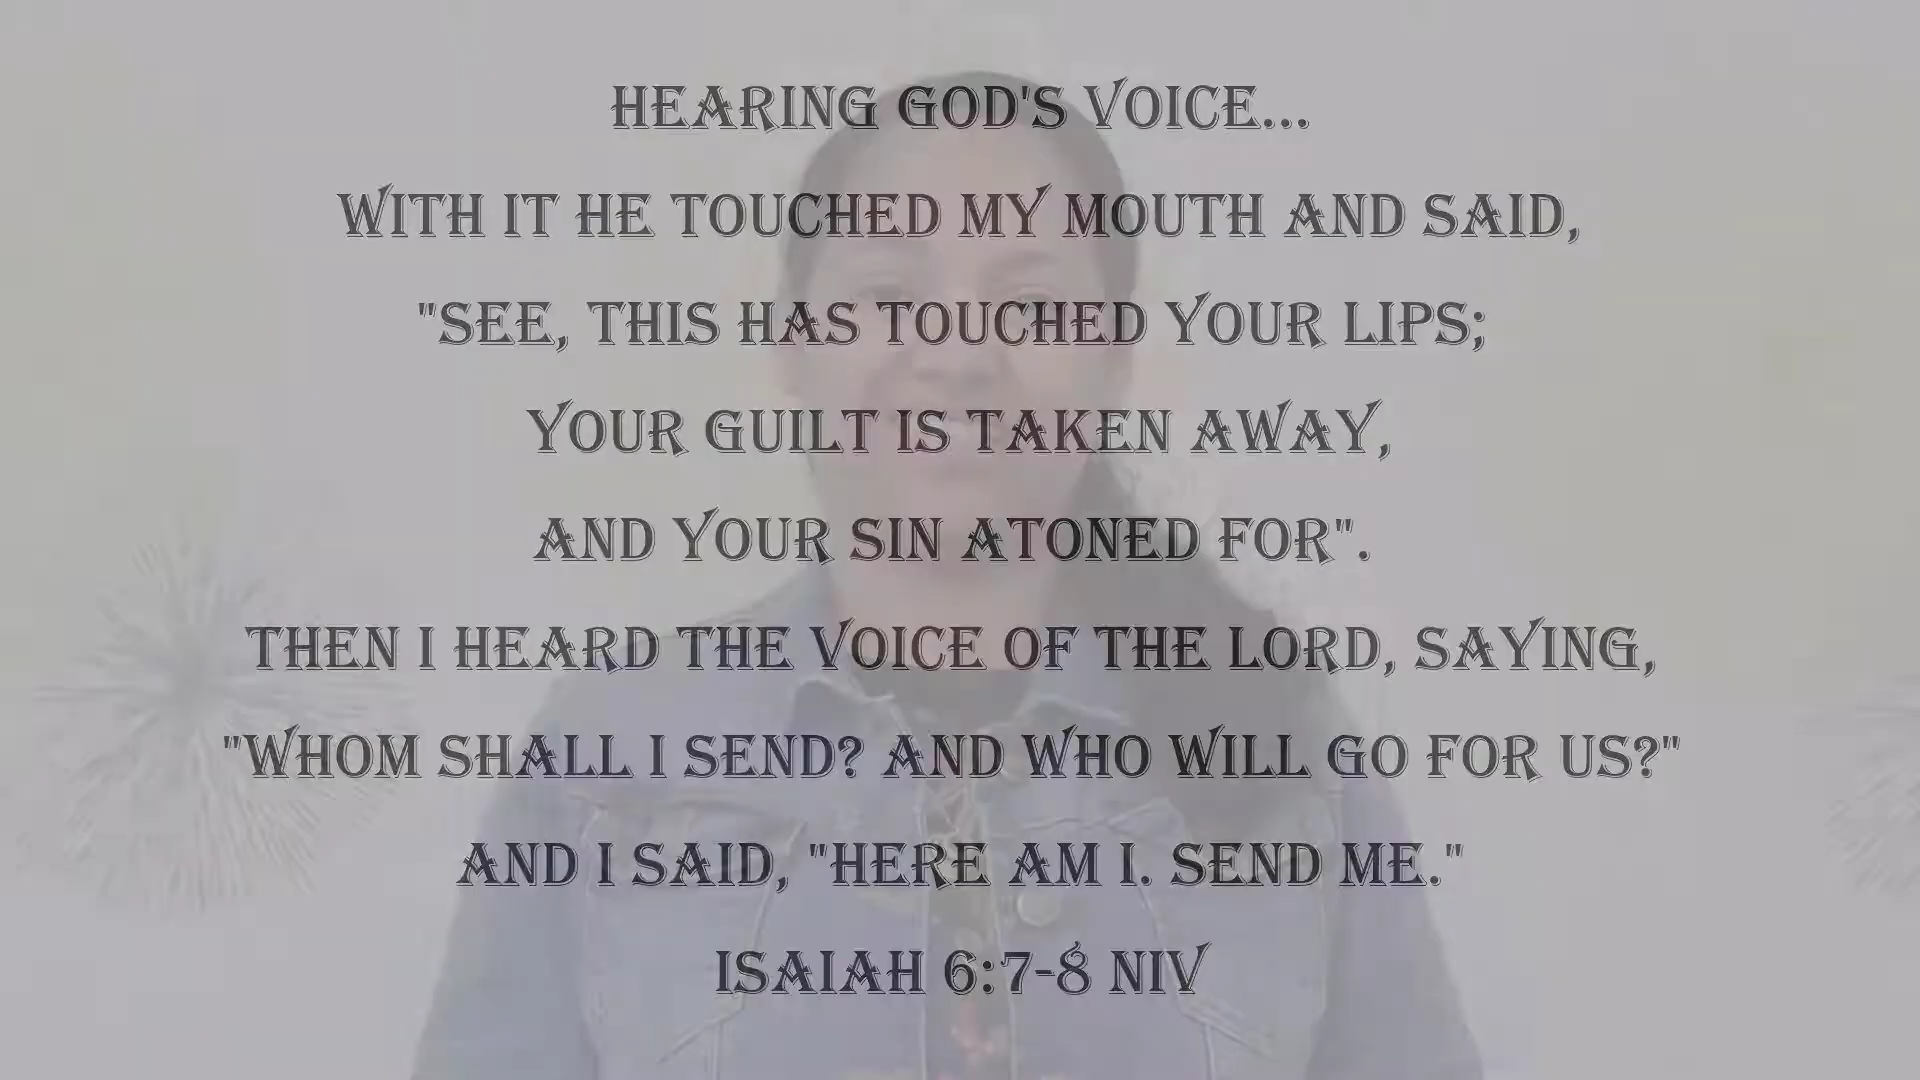 HEARING GOD'S VOICE...
WITH IT HE TOUCHED MY MOUTH AND SAID,
"SEE, THIS HAS TOUCHED YOUR LIPS;
YOUR GUILT IS TAKEN AWAY,
AND YOUR SIN ATONED FOR".
THEN I HEARD THE VOICE OF THE LORD, SAYING,
"WHOM SHALL I SEND? AND WHO WILL GO FOR US?"
AND I SAID, "HERE AM I. SEND ME."
ISAIAH 6:7-8 NIV